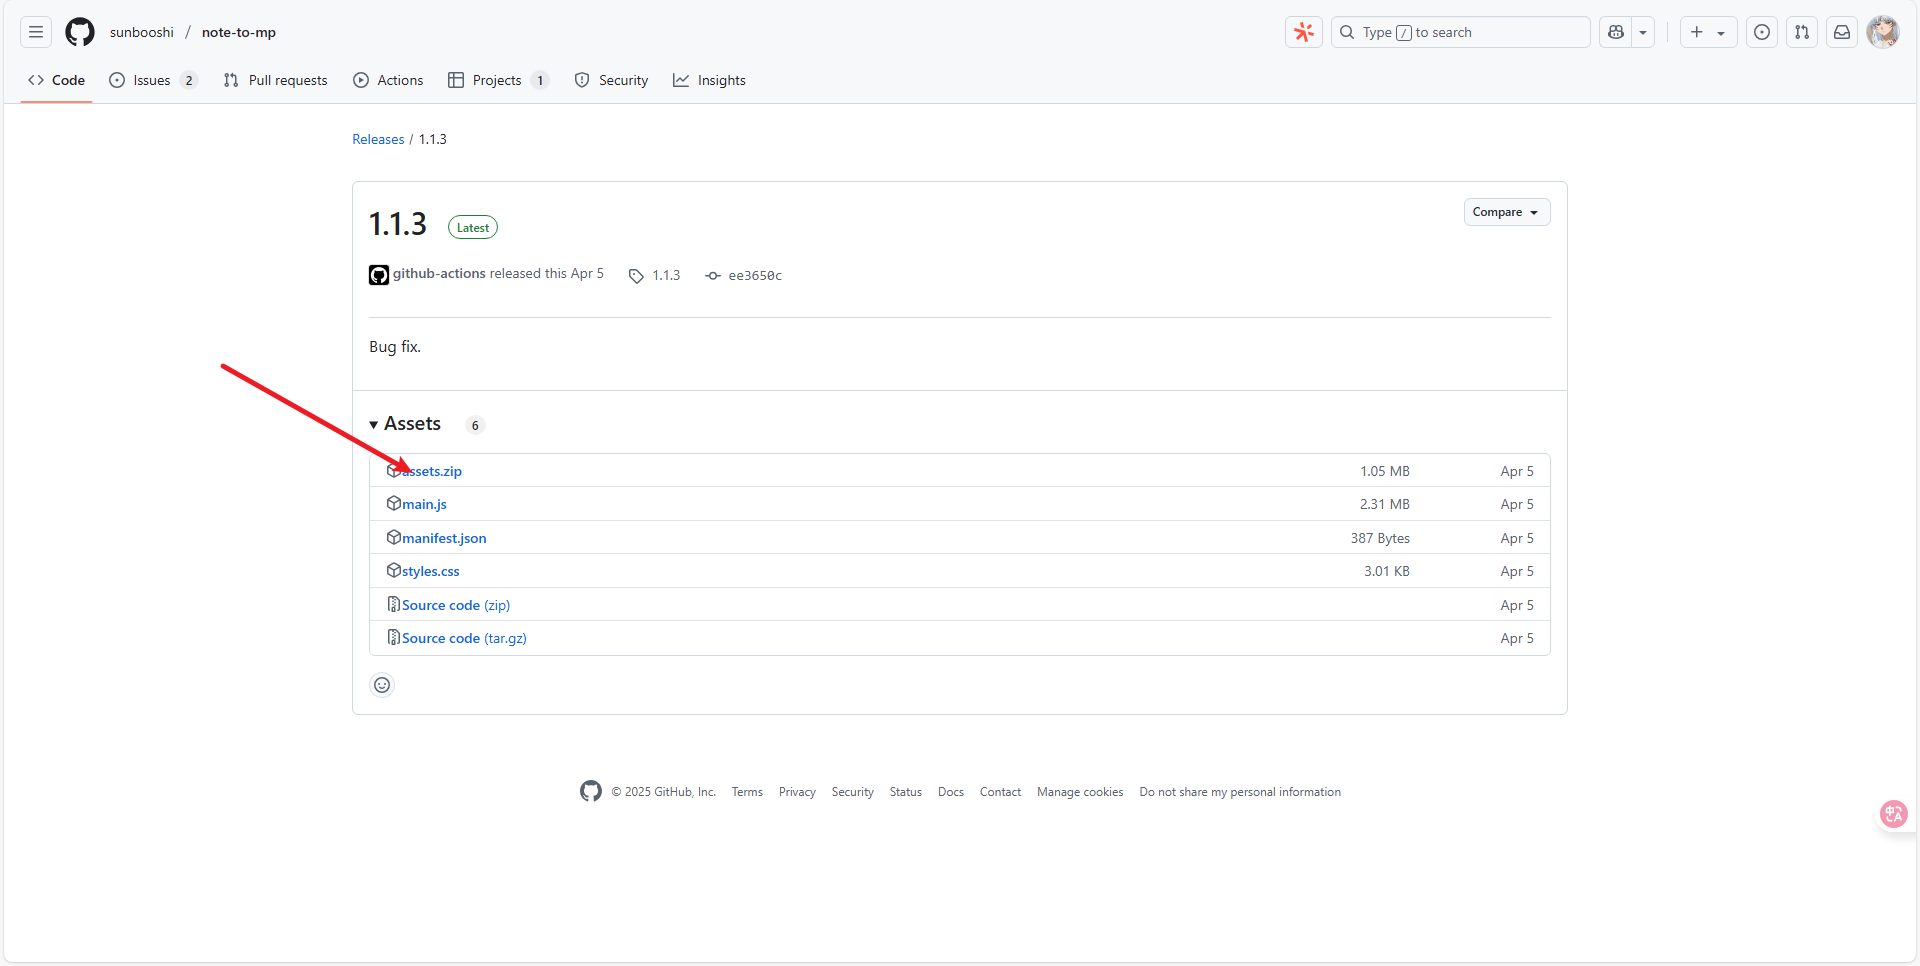 sunbooshi / note-to-mp
Type / to search
Code Issues 2 Pull requests Actions Projects 1 Security Insights
Releases / 1.1.3
1.1.3 Latest
Compare
github-actions released this Apr 5 1.1.3 ee3650c
Bug fix.
Assets 6
assets.zip 1.05 MB Apr 5
main.js 2.31 MB Apr 5
manifest.json 387 Bytes Apr 5
styles.css 3.01 KB Apr 5
Source code (zip) Apr 5
Source code (tar.gz) Apr 5
© 2025 GitHub, Inc. Terms Privacy Security Status Docs Contact Manage cookies Do not share my personal information
中A